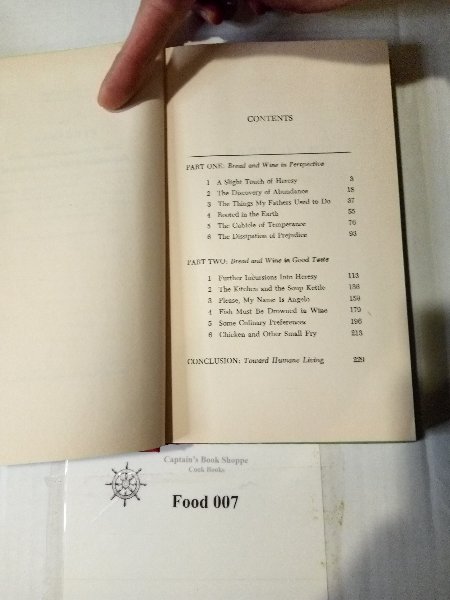 CONTENTS
PART ONE: Bread and Wine in Perspective
1 A Slight Touch of Heresy 3
2 The Discovery of Abundance 18
3 The Things My Fathers Used to Do 37
4 Rooted in the Earth 55
5 The Cubicle of Temperance 76
6 The Dissipation of Prejudice 93
PART TWO: Bread and Wine in Good Taste
1 Further Incursions Into Heresy 113
2 The Kitchen and the Soup Kettle 136
3 Please, My Name Is Angelo 159
4 Fish Must Be Drowned in Wine 179
5 Some Culinary Preferences 196
6 Chicken and Other Small Fry 213
CONCLUSION: Toward Humane Living 229
Captain's Book Shoppe
Cook Books
Food 007